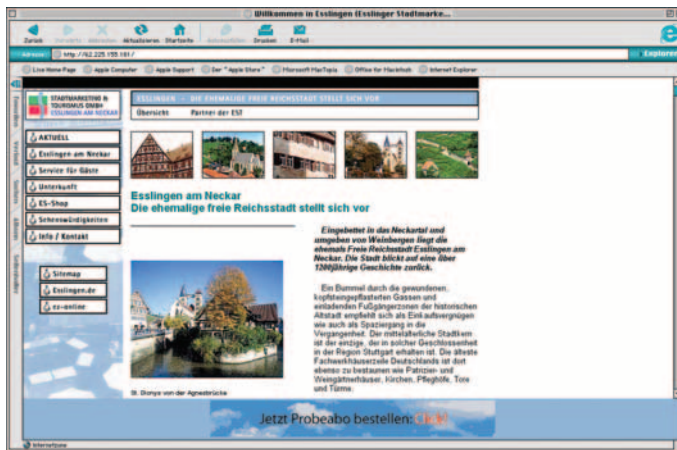 Willkommen in Esslingen (Esslinger Stadtmarke...
Zurück
Aktualisieren Startseite
Drucken E-Mail
Adresse http://62.225.155.181/
Explorer
Live Home Page Apple Computer Apple Support Der "Apple Store" Microsoft MacTopia Office for Macintosh Internet Explorer
STADTMARKETING &
TOURISMUS GMBH
ESSLINGEN AM NECKAR
ESSLINGEN - DIE EHEMALIGE FREIE REICHSSTADT STELLT SICH VOR
Übersicht Partner der EST
AKTUELL
Esslingen am Neckar
Service für Gäste
Unterkunft
ES-Shop
Sehenswürdigkeiten
Info / Kontakt
Sitemap
Esslingen.de
ez-online
Esslingen am Neckar
Die ehemalige freie Reichsstadt stellt sich vor
Eingebettet in das Neckartal und
umgeben von Weinbergen liegt die
ehemals Freie Reichsstadt Esslingen am
Neckar. Die Stadt blickt auf eine über
1200jährige Geschichte zurück.
Ein Bummel durch die gewundenen,
kopfsteingepflasterten Gassen und
einladenden Fußgängerzonen der historischen
Altstadt empfiehlt sich als Einkaufsvergnügen
wie auch als Spaziergang in die
Vergangenheit. Der mittelalterliche Stadtkern
ist der einzige, der in solcher Geschlossenheit
in der Region Stuttgart erhalten ist. Die älteste
Fachwerkhäuserzeile Deutschlands ist dort
ebenso zu bestaunen wie Patrizier- und
Weingärtnerhäuser, Kirchen, Pfleghöfe, Tore
und Türme.
St. Dionys von der Agnesbrücke
Jetzt Probeabo bestellen: Click!
Internetzone